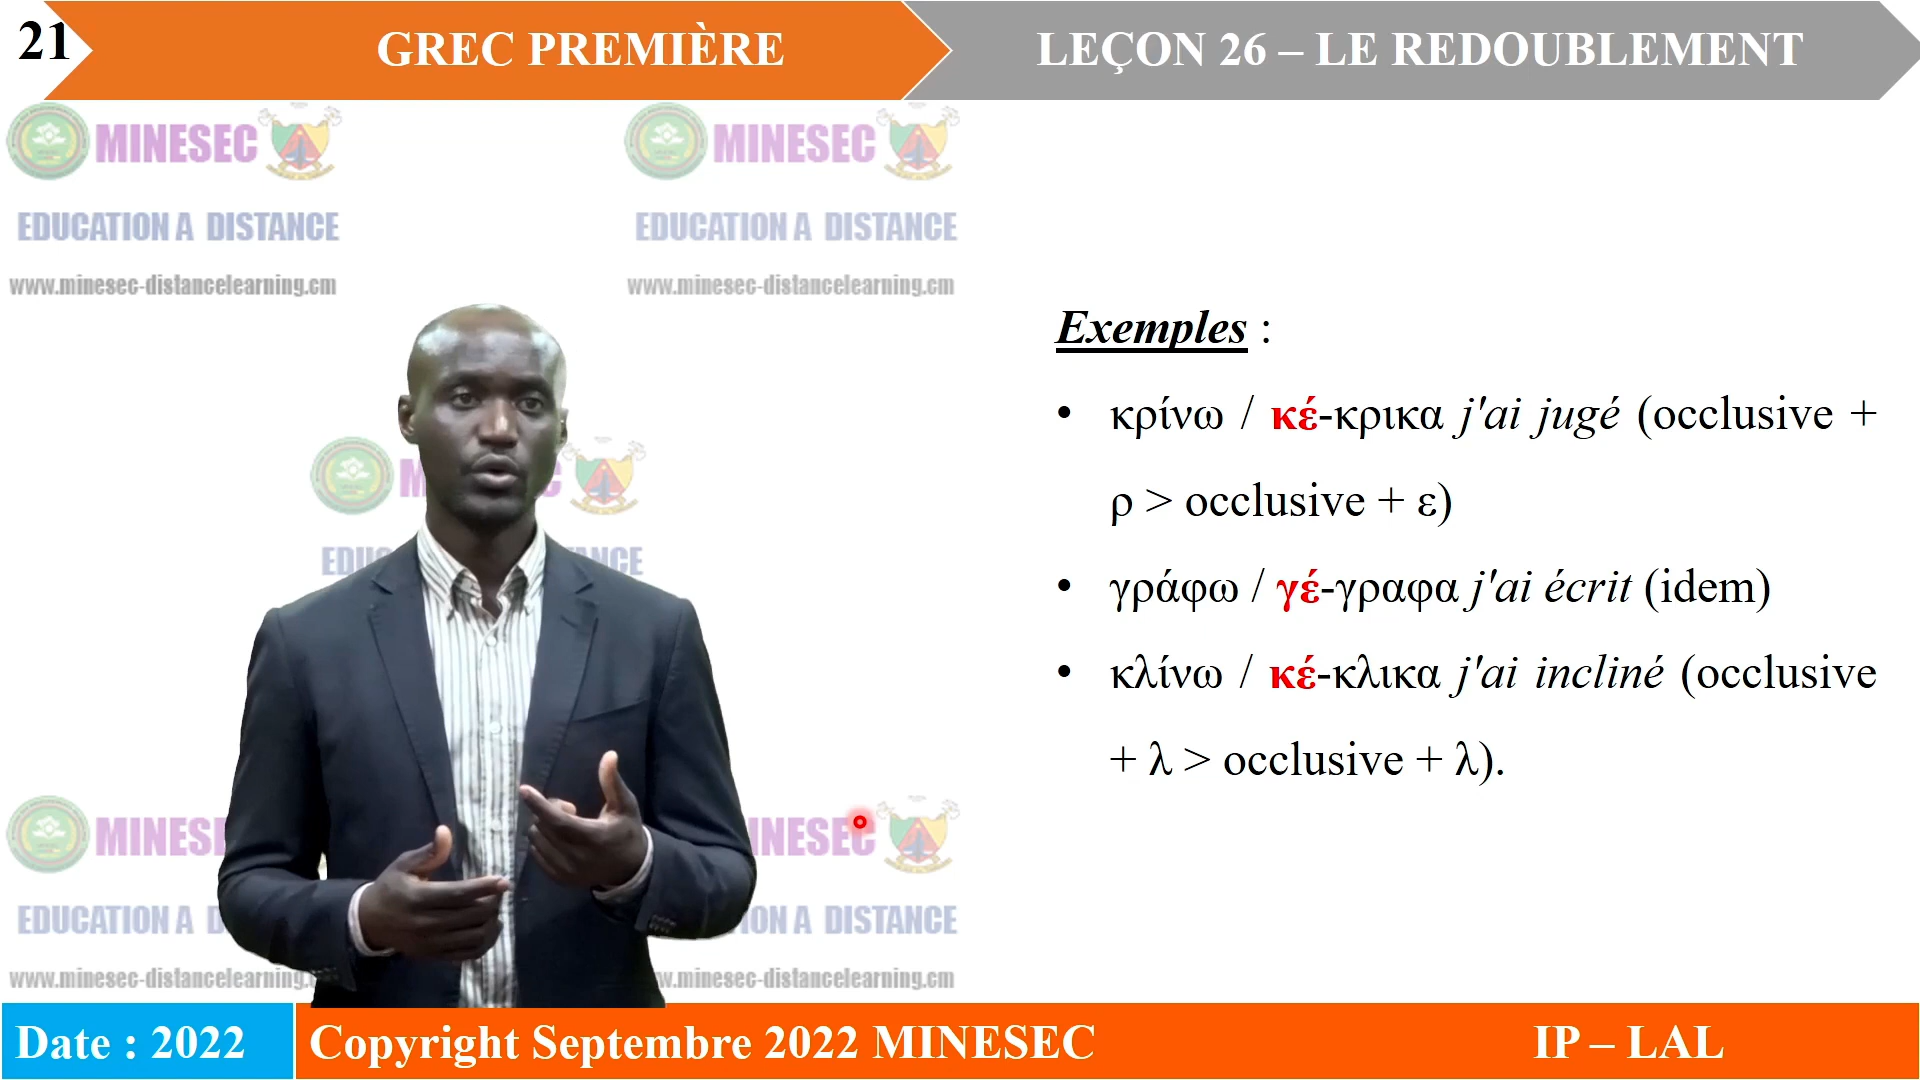 21
GREC PREMIÈRE
LEÇON 26 – LE REDOUBLEMENT
MINESEC
MINESEC
EDUCATION A DISTANCE
EDUCATION A DISTANCE
www.minesec-distancelearning.cm
www.minesec-distancelearning.cm
Exemples :
• κρίνω / κέ-κρικα j'ai jugé (occlusive +
ρ > occlusive + ε)
• γράφω / γέ-γραφα j'ai écrit (idem)
• κλίνω / κέ-κλικα j'ai incliné (occlusive
+ λ > occlusive + λ).
Date : 2022
Copyright Septembre 2022 MINESEC
IP – LAL